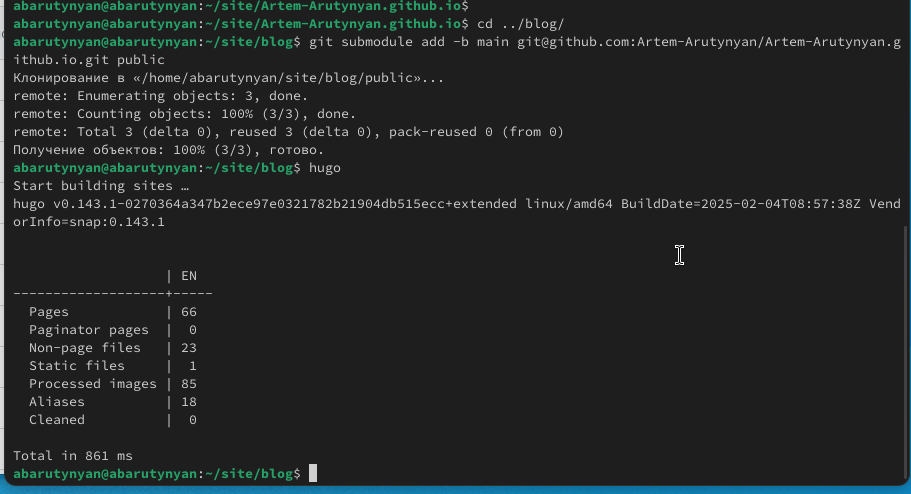 abarutynyan@abarutynyan:~/site/Artem-Arutynyan.github.io$
abarutynyan@abarutynyan:~/site/Artem-Arutynyan.github.io$ cd ../blog/
abarutynyan@abarutynyan:~/site/blog$ git submodule add -b main git@github.com:Artem-Arutynyan/Artem-Arutynyan.g
ithub.io.git public
Клонирование в «/home/abarutynyan/site/blog/public»...
remote: Enumerating objects: 3, done.
remote: Counting objects: 100% (3/3), done.
remote: Total 3 (delta 0), reused 3 (delta 0), pack-reused 0 (from 0)
Получение объектов: 100% (3/3), готово.
abarutynyan@abarutynyan:~/site/blog$ hugo
Start building sites …
hugo v0.143.1-0270364a347b2ece97e0321782b21904db515ecc+extended linux/amd64 BuildDate=2025-02-04T08:57:38Z Vend
orInfo=snap:0.143.1
                   | EN
-------------------+-----
  Pages            | 66
  Paginator pages  |  0
  Non-page files   | 23
  Static files     |  1
  Processed images | 85
  Aliases          | 18
  Cleaned          |  0
Total in 861 ms
abarutynyan@abarutynyan:~/site/blog$